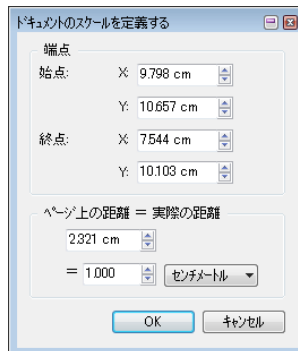 ドキュメントのスケールを定義する
端点
始点: X: 9.798 cm
Y: 10.657 cm
終点: X: 7.544 cm
Y: 10.103 cm
ページ上の距離 = 実際の距離
2.321 cm
= 1.000 センチメートル
OK キャンセル